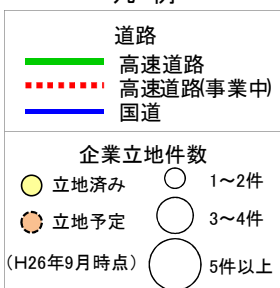 凡 例
道路
高速道路
高速道路(事業中)
国道
企業立地件数
立地済み
1～2件
立地予定
3～4件
(H26年9月時点)
5件以上